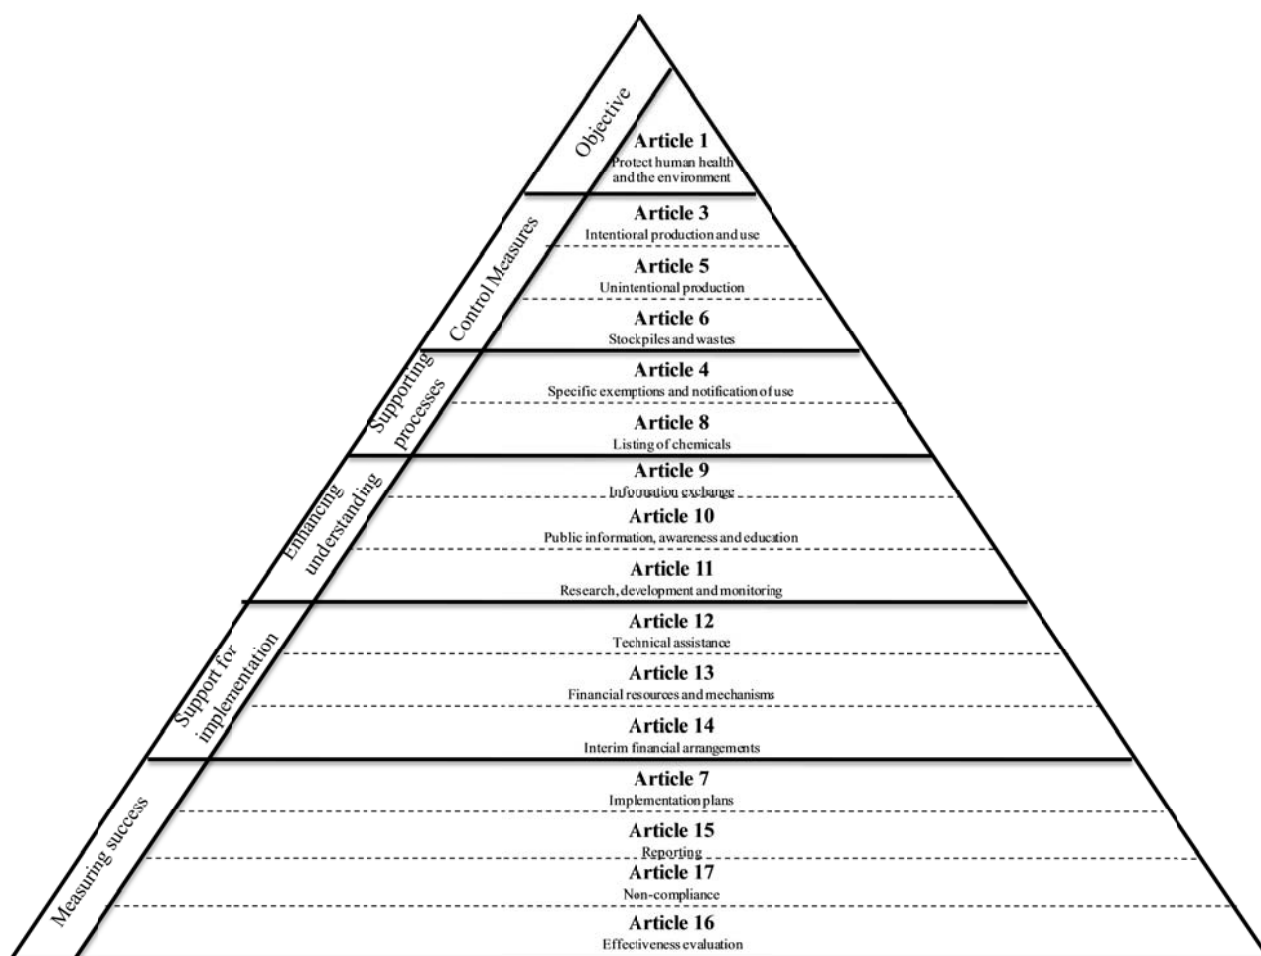 Objective
Article 1
Protect human health
and the environment
Control Measures
Article 3
Intentional production and use
Article 5
Unintentional production
Article 6
Stockpiles and wastes
Supporting
processes
Article 4
Specific exemptions and notification of use
Article 8
Listing of chemicals
Enhancing
understanding
Article 9
Information exchange
Article 10
Public information, awareness and education
Article 11
Research, development and monitoring
Support for
implementation
Article 12
Technical assistance
Article 13
Financial resources and mechanisms
Article 14
Interim financial arrangements
Measuring success
Article 7
Implementation plans
Article 15
Reporting
Article 17
Non-compliance
Article 16
Effectiveness evaluation